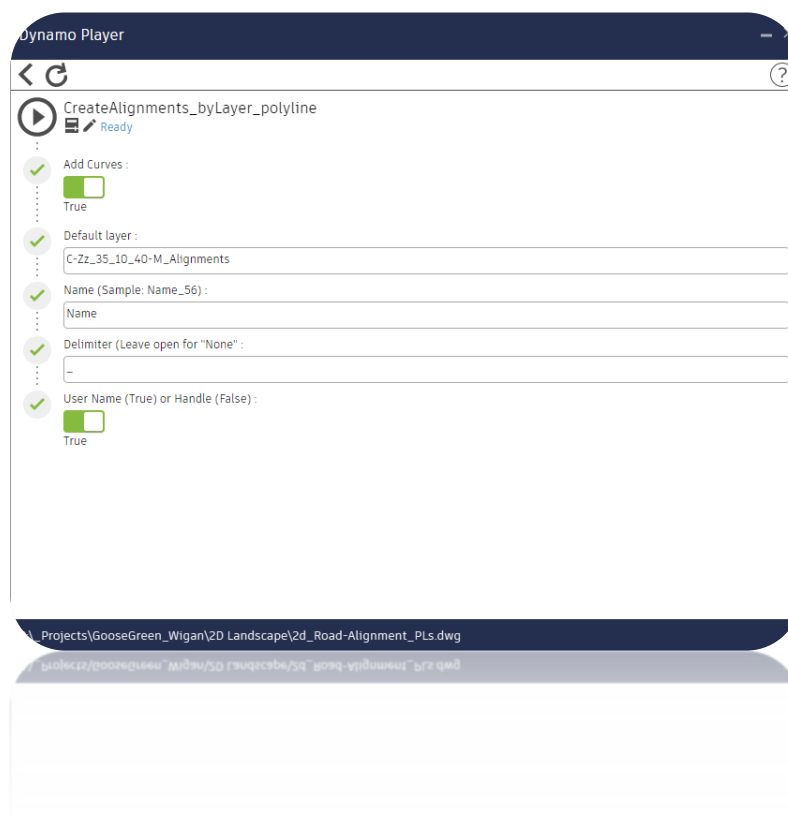 Dynamo Player
CreateAlignments_byLayer_polyline
Ready
Add Curves :
True
Default layer :
C-Zz_35_10_40-M_Alignments
Name (Sample: Name_56) :
Name
Delimiter (Leave open for "None" :
_
User Name (True) or Handle (False) :
True
\_Projects\GooseGreen_Wigan\2D Landscape\2d_Road-Alignment_PLs.dwg